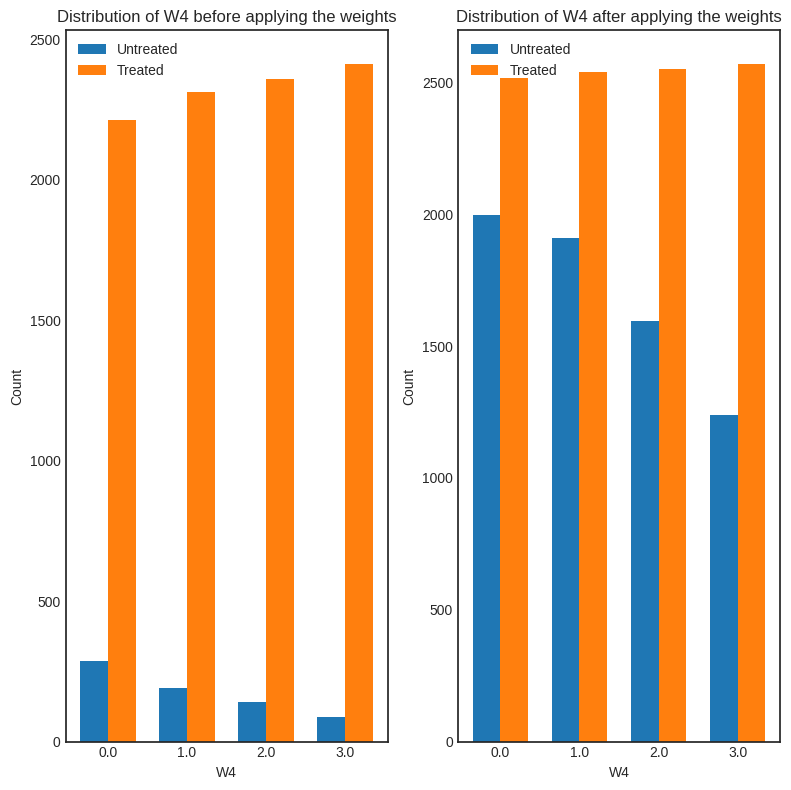 Distribution of W4 before applying the weights
Untreated
Treated
2500
2000
1500
1000
500
0
Count
0.0 1.0 2.0 3.0
W4
Distribution of W4 after applying the weights
Untreated
Treated
2500
2000
1500
1000
500
0
Count
0.0 1.0 2.0 3.0
W4